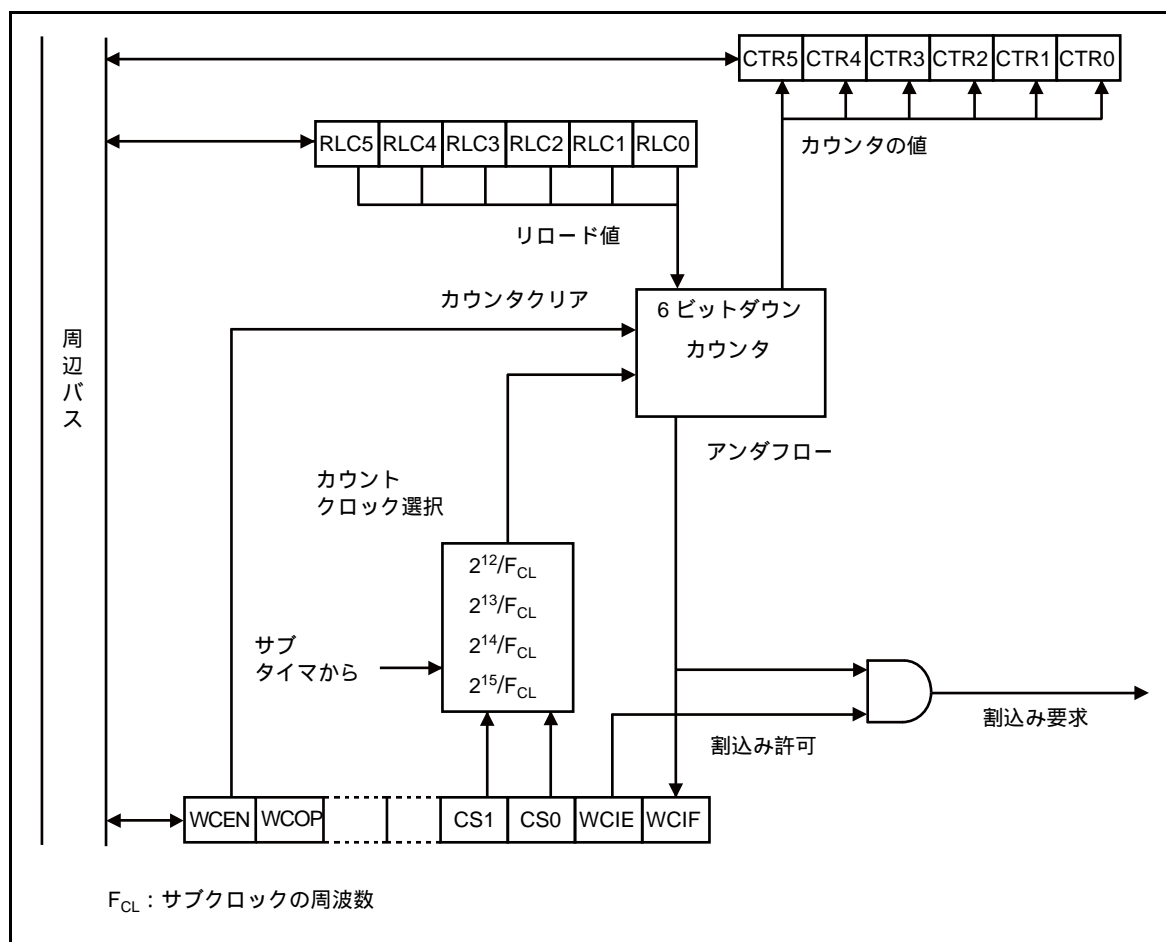 CTR5 CTR4 CTR3 CTR2 CTR1 CTR0
カウンタの値
RLC5 RLC4 RLC3 RLC2 RLC1 RLC0
リロード値
カウンタクリア
6 ビットダウン
カウンタ
周辺バス
アンダフロー
カウント
クロック選択
2¹²/F_CL
2¹³/F_CL
2¹⁴/F_CL
2¹⁵/F_CL
サブ
タイマから
割込み要求
割込み許可
WCEN WCOP CS1 CS0 WCIE WCIF
F_CL：サブクロックの周波数